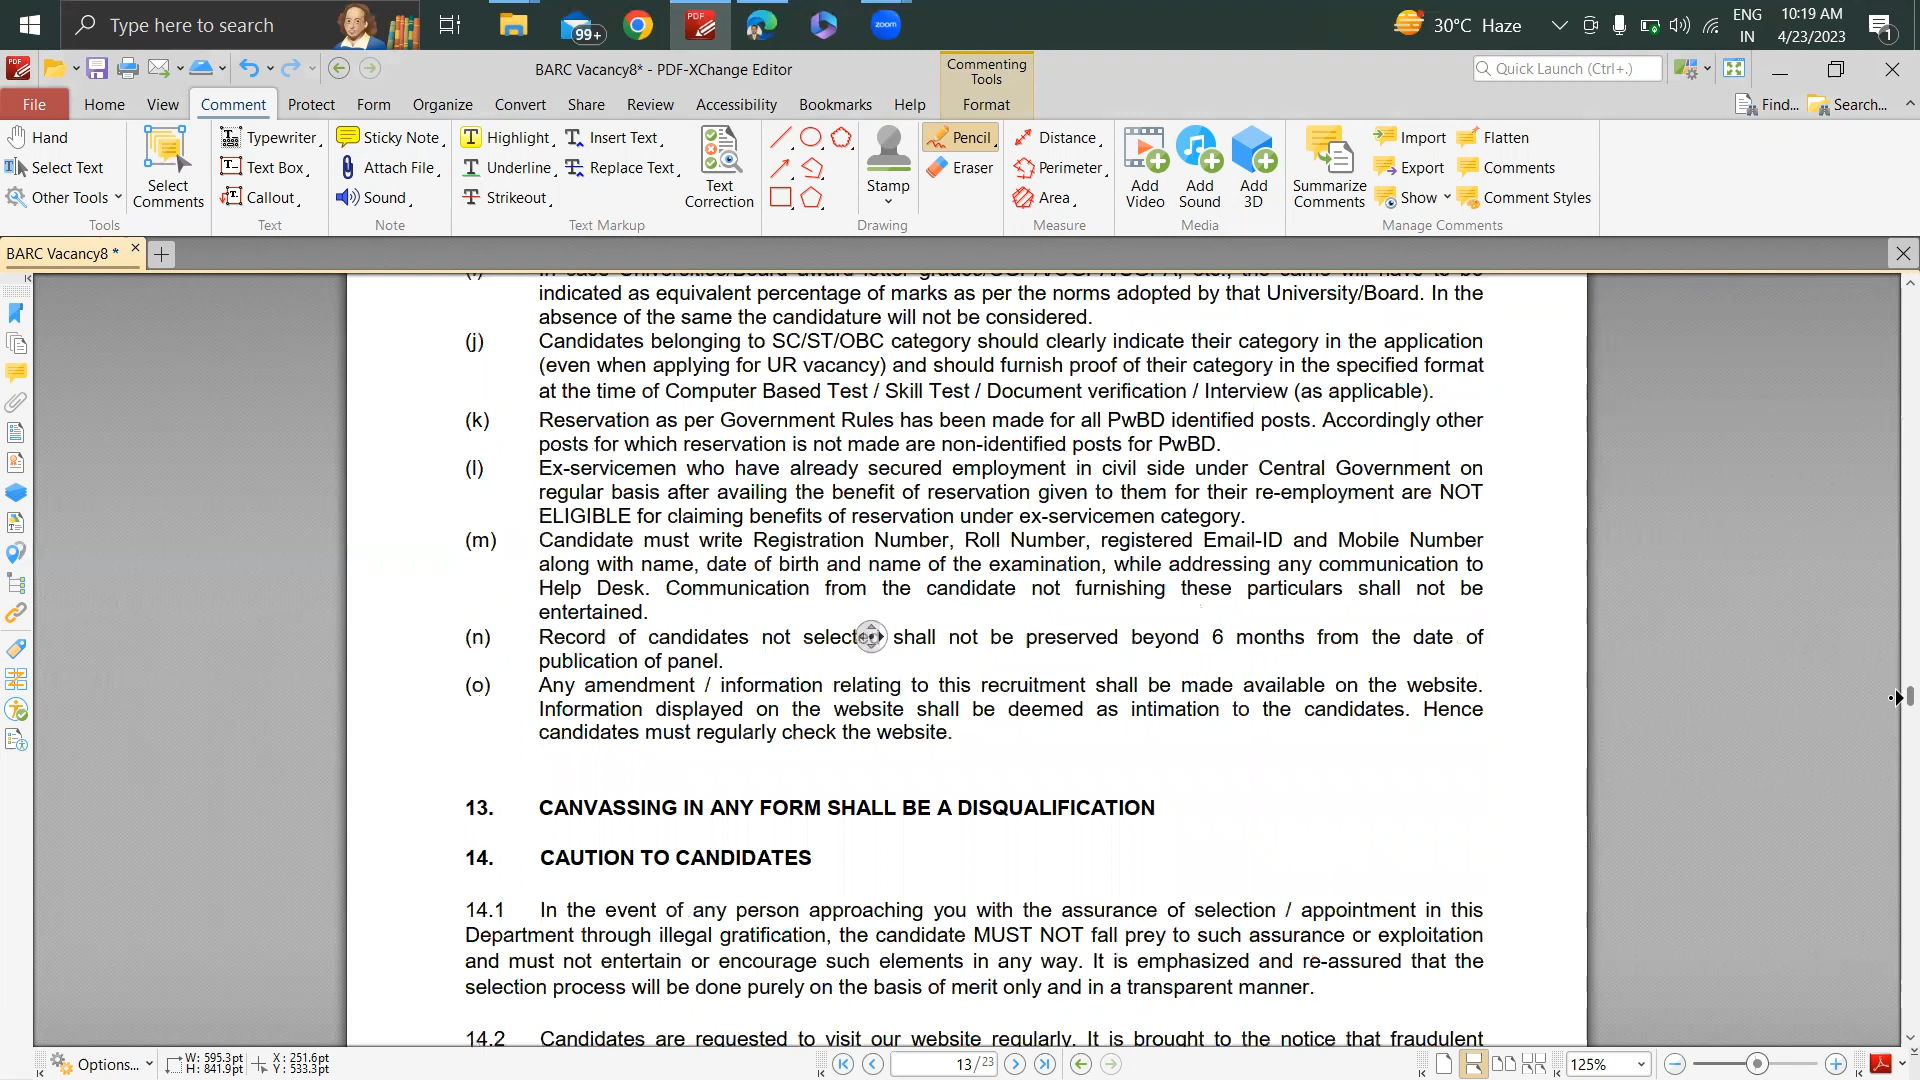 Type here to search
99+
zoom
30°C Haze
ENG
IN
10:19 AM
4/23/2023
1
BARC Vacancy8* - PDF-XChange Editor
Commenting
Tools
Quick Launch (Ctrl+.)
File
Home
View
Comment
Protect
Form
Organize
Convert
Share
Review
Accessibility
Bookmarks
Help
Format
Find...
Search...
Hand
Select Text
Other Tools
Tools
Select
Comments
Typewriter
Text Box
Callout
Text
Sticky Note
Attach File
Sound
Note
Highlight
Underline
Strikeout
Insert Text
Replace Text
Text Markup
Text
Correction
Stamp
Pencil
Eraser
Drawing
Distance
Perimeter
Area
Measure
Add
Video
Add
Sound
Add
3D
Media
Summarize
Comments
Import
Export
Show
Flatten
Comments
Comment Styles
Manage Comments
BARC Vacancy8 *
indicated as equivalent percentage of marks as per the norms adopted by that University/Board. In the
absence of the same the candidature will not be considered.
(j) Candidates belonging to SC/ST/OBC category should clearly indicate their category in the application
(even when applying for UR vacancy) and should furnish proof of their category in the specified format
at the time of Computer Based Test / Skill Test / Document verification / Interview (as applicable).
(k) Reservation as per Government Rules has been made for all PwBD identified posts. Accordingly other
posts for which reservation is not made are non-identified posts for PwBD.
(l) Ex-servicemen who have already secured employment in civil side under Central Government on
regular basis after availing the benefit of reservation given to them for their re-employment are NOT
ELIGIBLE for claiming benefits of reservation under ex-servicemen category.
(m) Candidate must write Registration Number, Roll Number, registered Email-ID and Mobile Number
along with name, date of birth and name of the examination, while addressing any communication to
Help Desk. Communication from the candidate not furnishing these particulars shall not be
entertained.
(n) Record of candidates not selected shall not be preserved beyond 6 months from the date of
publication of panel.
(o) Any amendment / information relating to this recruitment shall be made available on the website.
Information displayed on the website shall be deemed as intimation to the candidates. Hence
candidates must regularly check the website.
13. CANVASSING IN ANY FORM SHALL BE A DISQUALIFICATION
14. CAUTION TO CANDIDATES
14.1 In the event of any person approaching you with the assurance of selection / appointment in this
Department through illegal gratification, the candidate MUST NOT fall prey to such assurance or exploitation
and must not entertain or encourage such elements in any way. It is emphasized and re-assured that the
selection process will be done purely on the basis of merit only and in a transparent manner.
14.2 Candidates are requested to visit our website regularly. It is brought to the notice that fraudulent
Options...
W: 595.3pt
H: 841.9pt
X: 251.6pt
Y: 533.3pt
13 / 23
125%